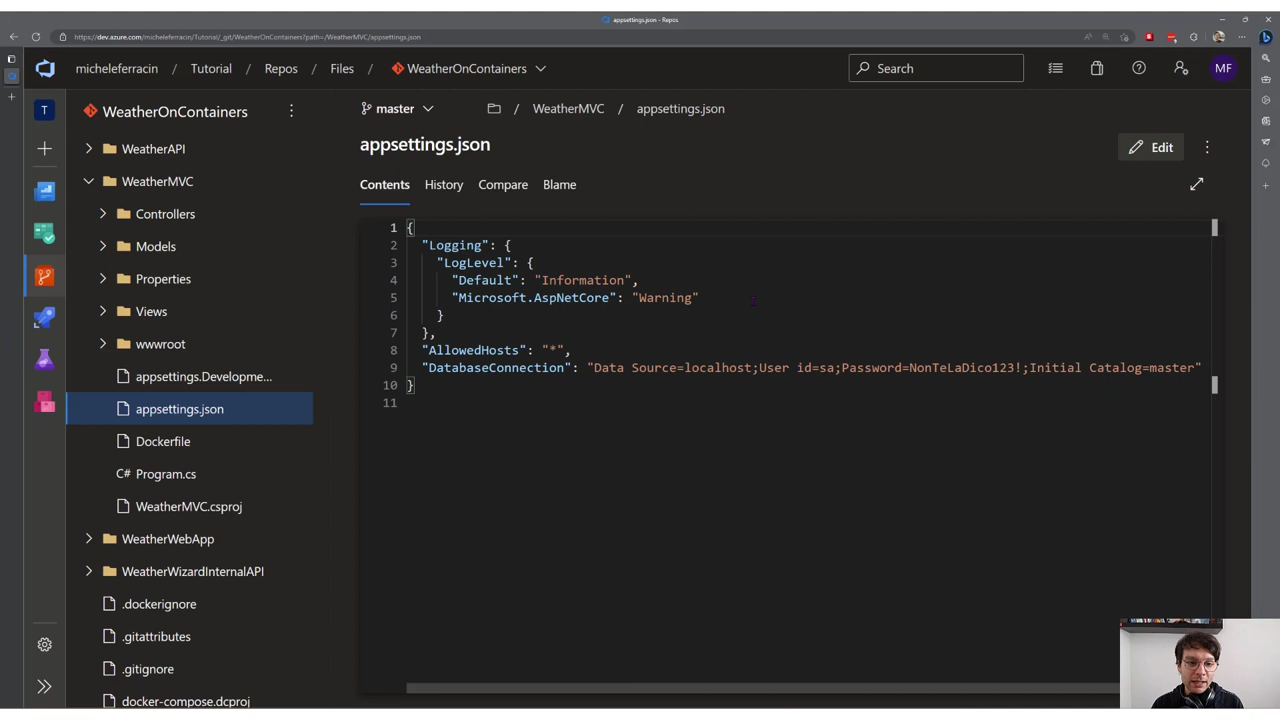 appsettings.json - Repos
https://dev.azure.com/micheleferracin/Tutorial/_git/WeatherOnContainers?path=/WeatherMVC/appsettings.json
micheleferracin / Tutorial / Repos / Files / WeatherOnContainers
Search
MF
T
WeatherOnContainers
WeatherAPI
WeatherMVC
Controllers
Models
Properties
Views
wwwroot
appsettings.Developme...
appsettings.json
Dockerfile
C# Program.cs
WeatherMVC.csproj
WeatherWebApp
WeatherWizardInternalAPI
.dockerignore
.gitattributes
.gitignore
docker-compose.dcproj
master
/ WeatherMVC / appsettings.json
appsettings.json
Edit
Contents History Compare Blame
1 {
2 "Logging": {
3 "LogLevel": {
4 "Default": "Information",
5 "Microsoft.AspNetCore": "Warning"
6 }
7 },
8 "AllowedHosts": "*",
9 "DatabaseConnection": "Data Source=localhost;User id=sa;Password=NonTeLaDico123!;Initial Catalog=master"
10 }
11